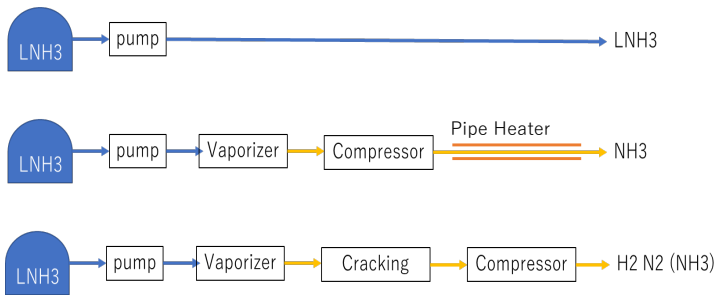 LNH3 pump LNH3
Pipe Heater
LNH3 pump Vaporizer Compressor NH3
LNH3 pump Vaporizer Cracking Compressor H2 N2 (NH3)